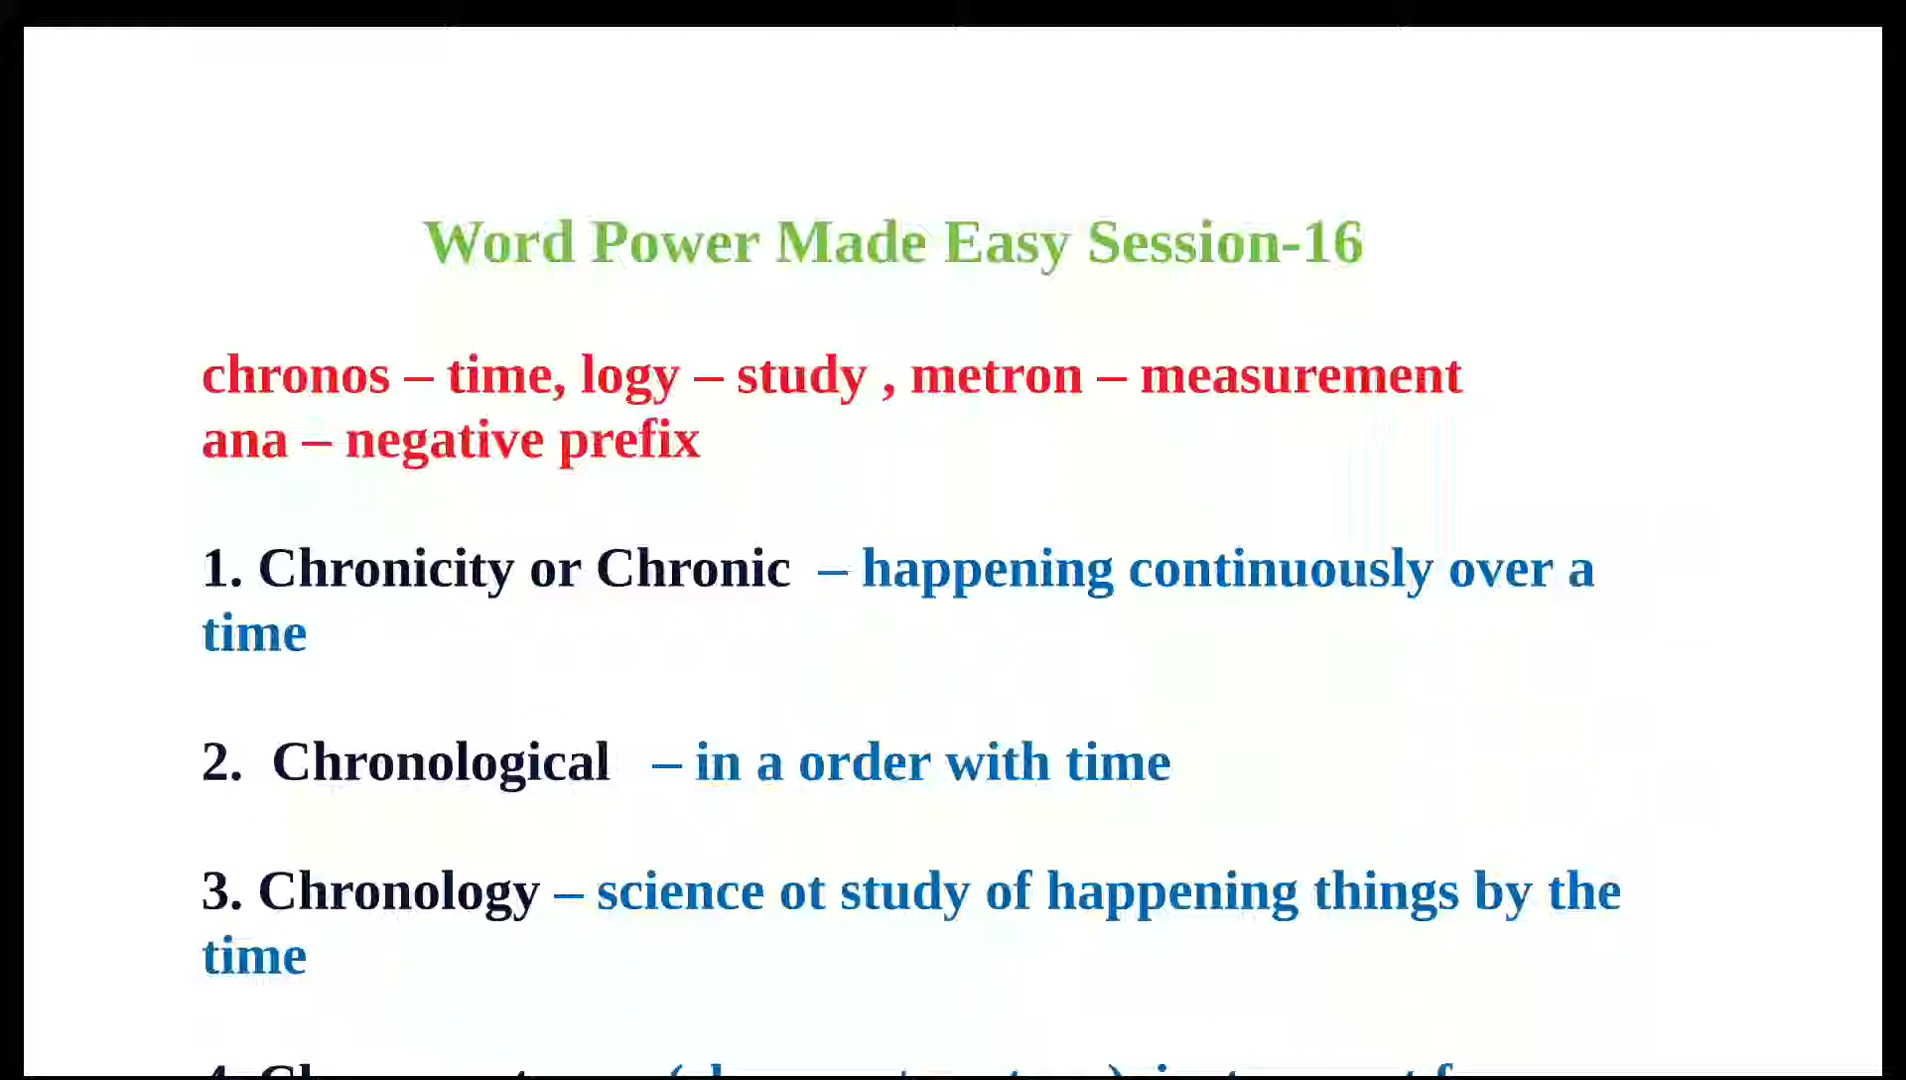 Word Power Made Easy Session-16
chronos – time, logy – study , metron – measurement
ana – negative prefix
1. Chronicity or Chronic – happening continuously over a
time
2. Chronological – in a order with time
3. Chronology – science ot study of happening things by the
time